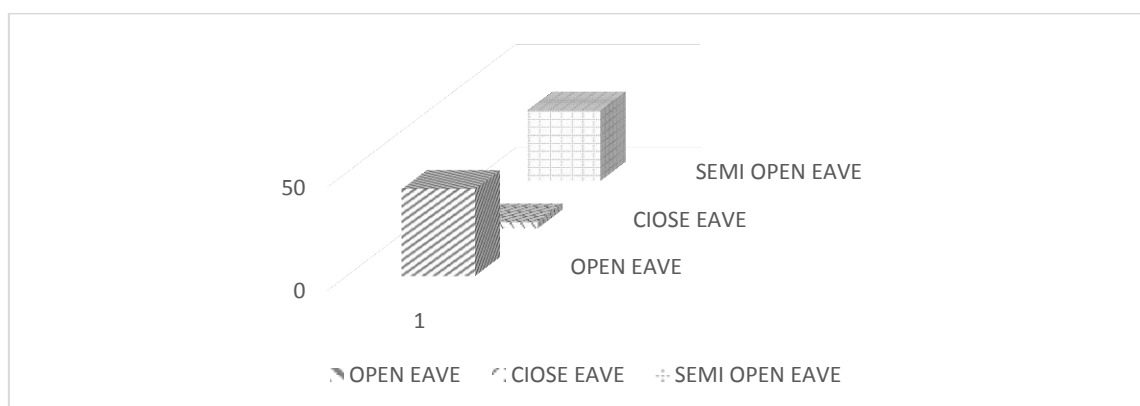 50
SEMI OPEN EAVE
CIOSE EAVE
OPEN EAVE
0
1
OPEN EAVE CIOSE EAVE SEMI OPEN EAVE